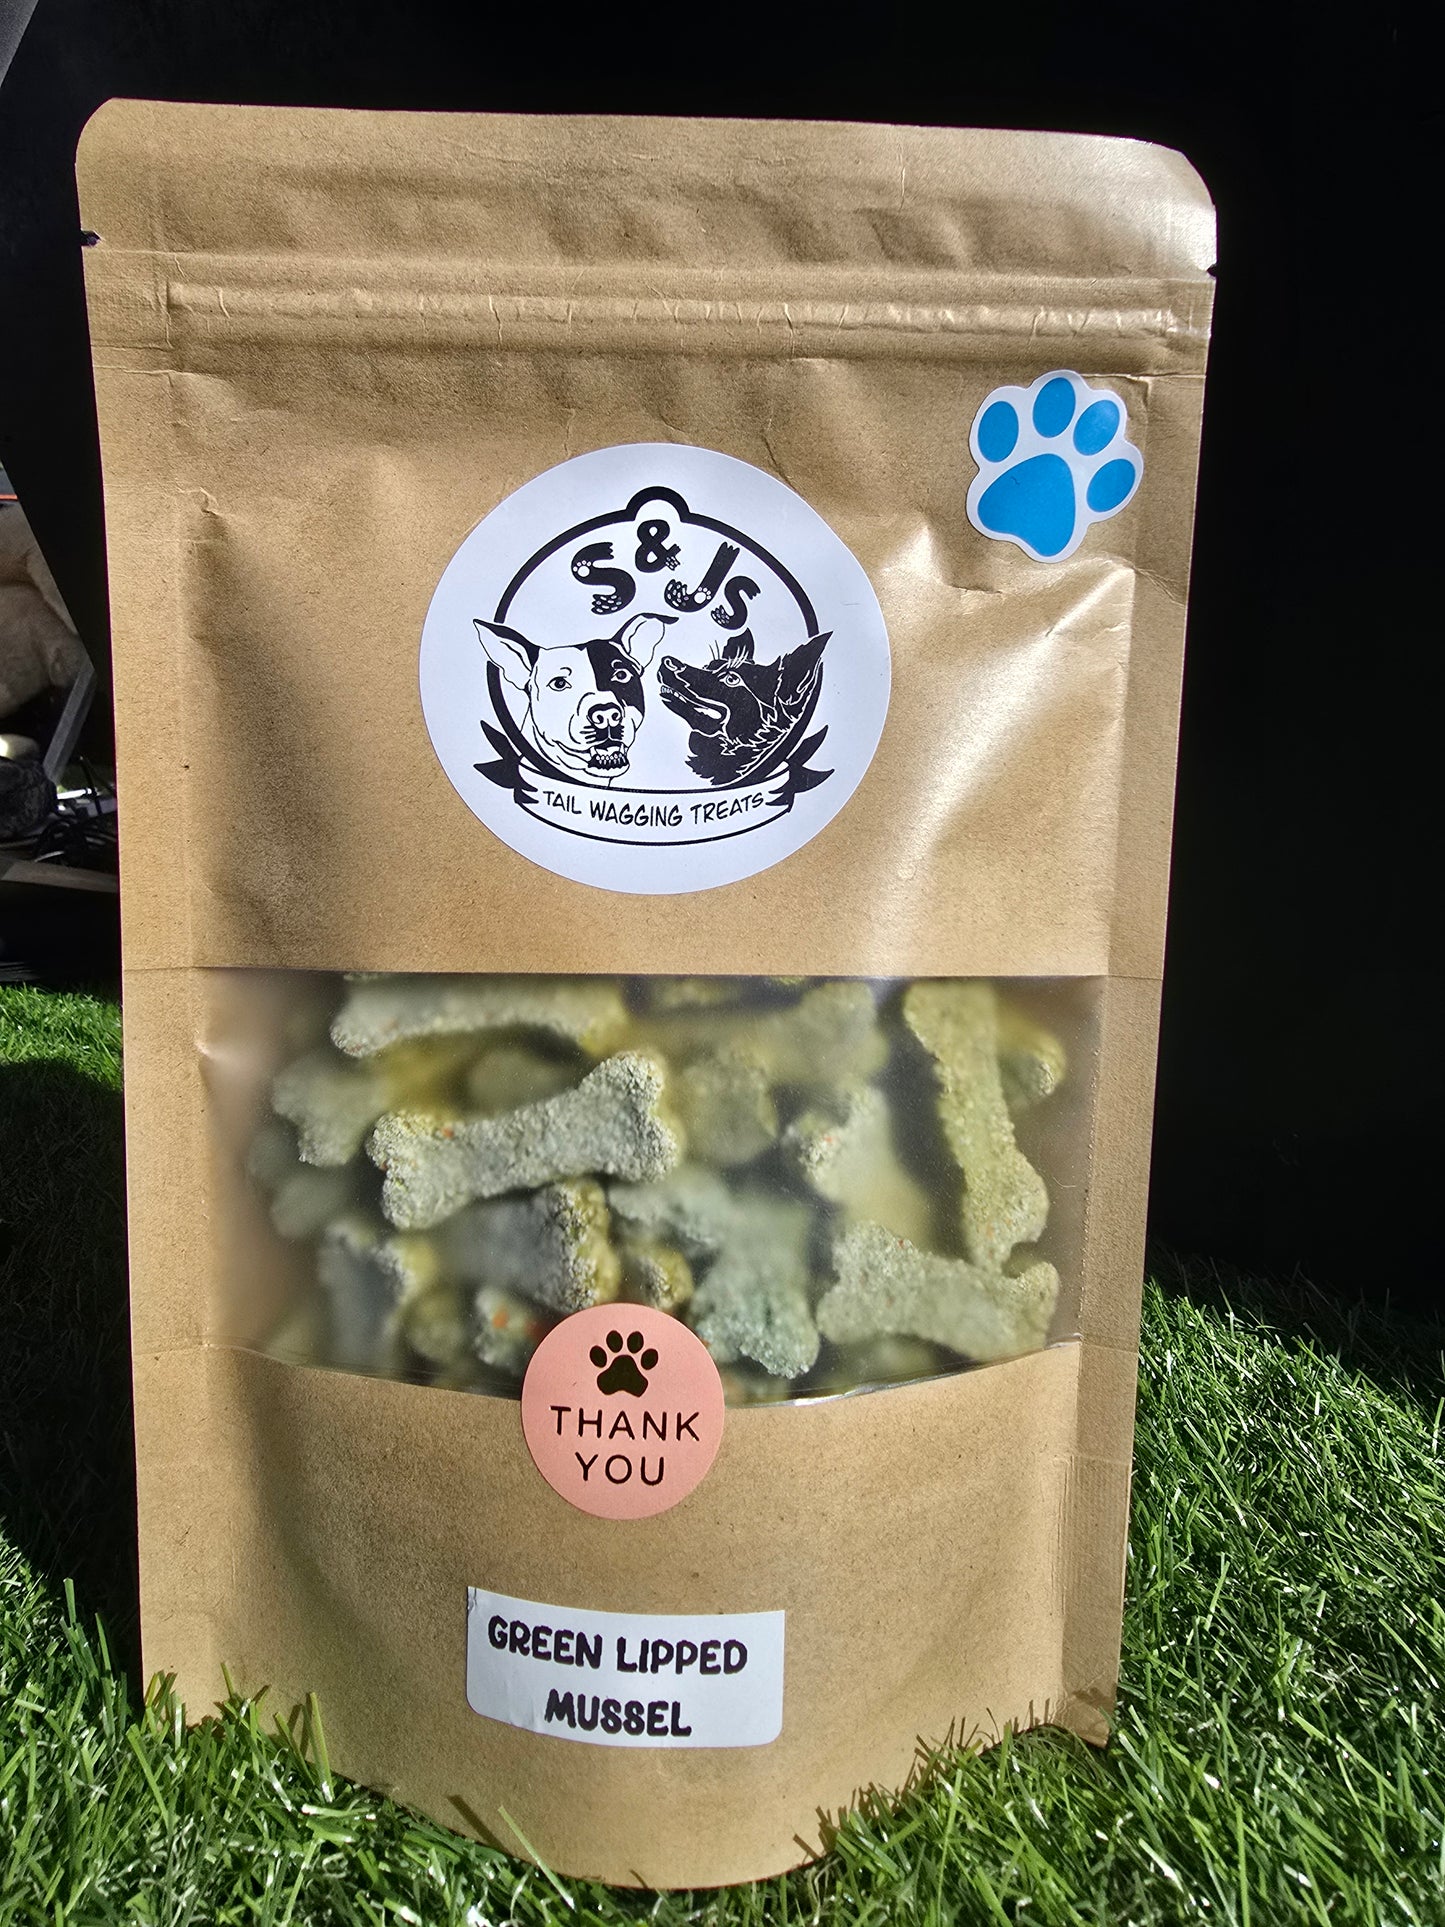 S & Js
TAIL WAGGING TREATS
THANK
YOU
GREEN LIPPED
MUSSEL